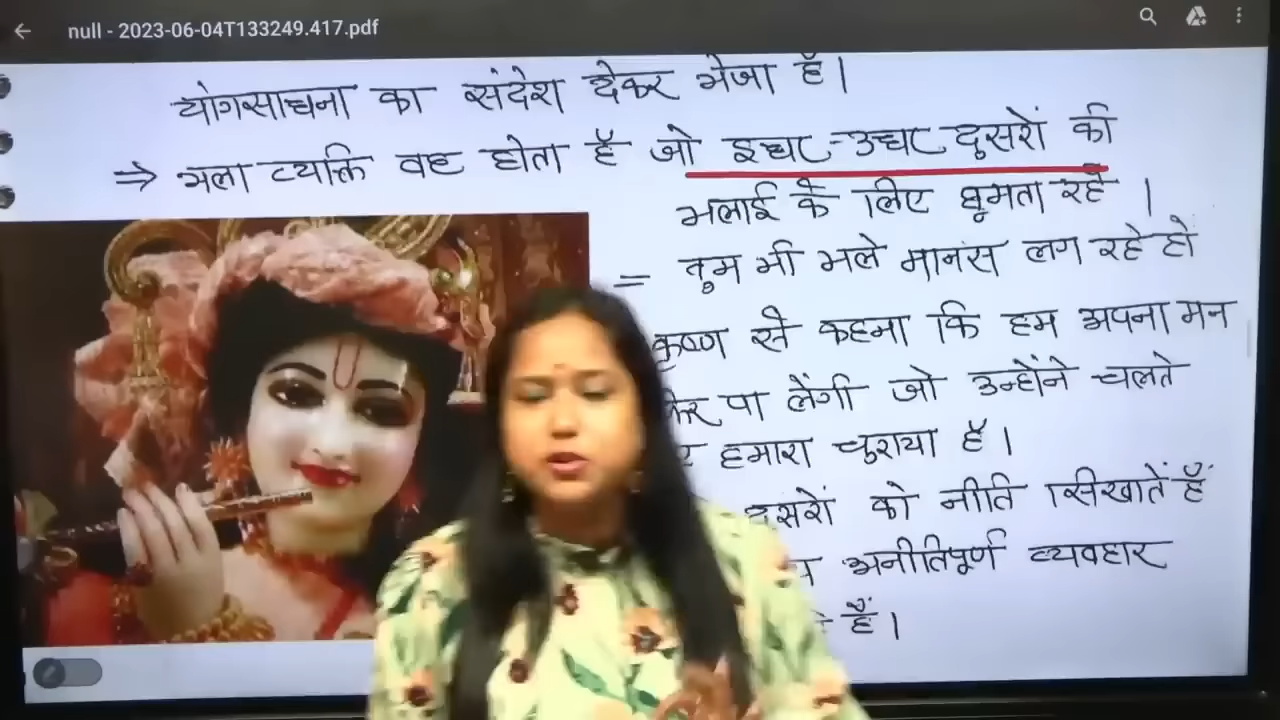 null - 2023-06-04T133249.417.pdf
योगसाधना का संदेश देकर भेजा है।
⇒ भला व्यक्ति वह होता है जो इधर-उधर दुसरों की
भलाई के लिए घूमता रहे ।
= तुम भी भले मानस लग रहे हो
कृष्ण से कहना कि हम अपना मन
पा लेंगी जो उन्होंने चलते
हमारा चुराया है।
दुसरों को नीति सिखातें हैं
अनीतिपूर्ण व्यवहार
हैं।